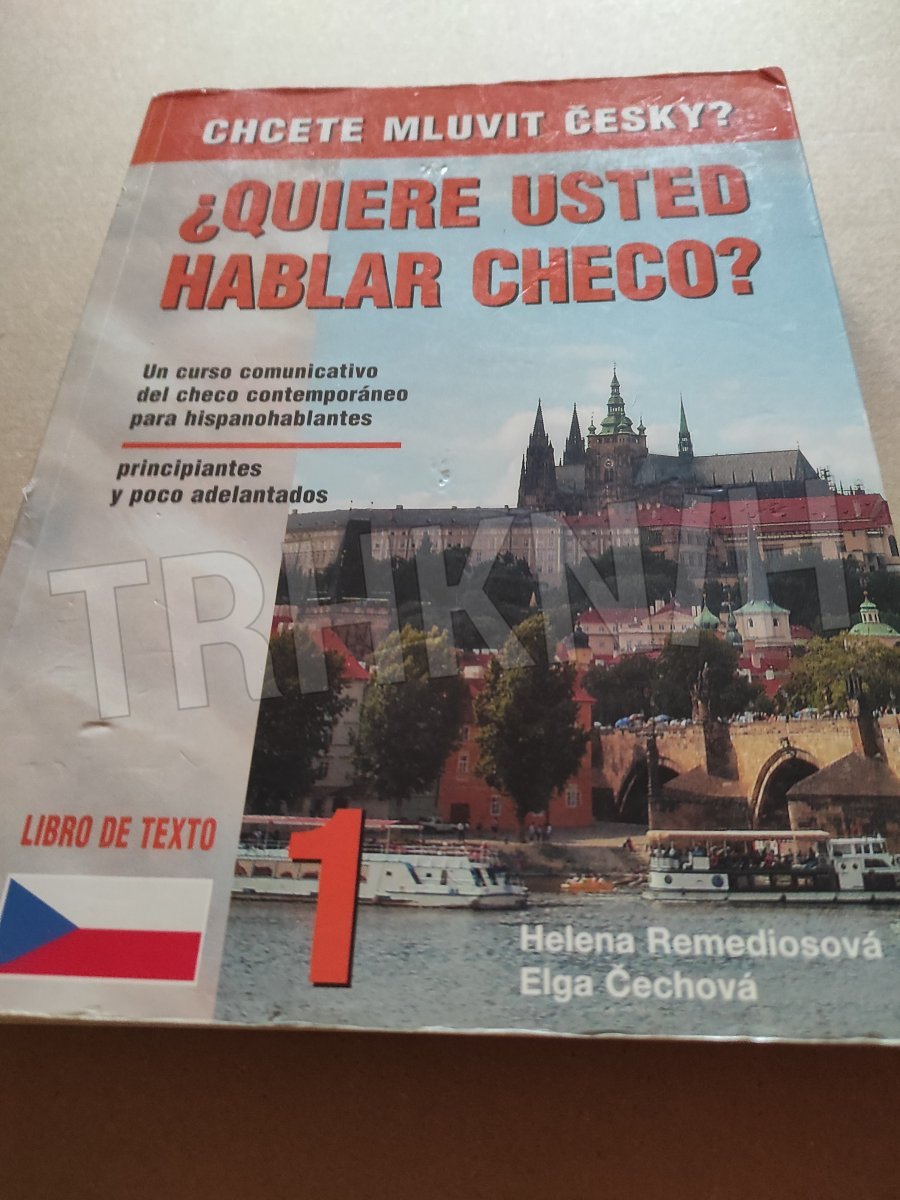 CHCETE MLUVIT ČESKY?
¿QUIERE USTED
HABLAR CHECO?
Un curso comunicativo
del checo contemporáneo
para hispanohablantes
principiantes
y poco adelantados
TRHKNIH
LIBRO DE TEXTO
1
Helena Remediosová
Elga Čechová